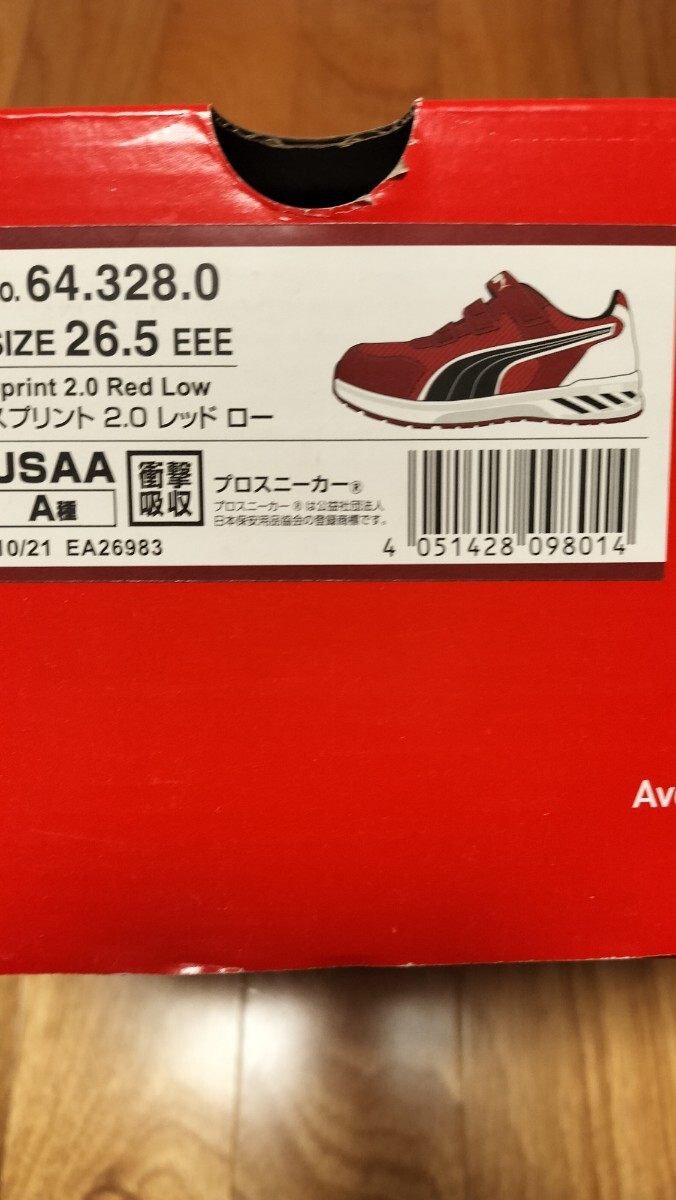 o. 64.328.0
SIZE 26.5 EEE
print 2.0 Red Low
スプリント 2.0 レッド ロー
JSAA
A種
衝撃
吸収
プロスニーカー®
プロスニーカー®は公益社団法人
日本保安用品協会の登録商標です。
10/21 EA26983
4 051428 098014
Ave